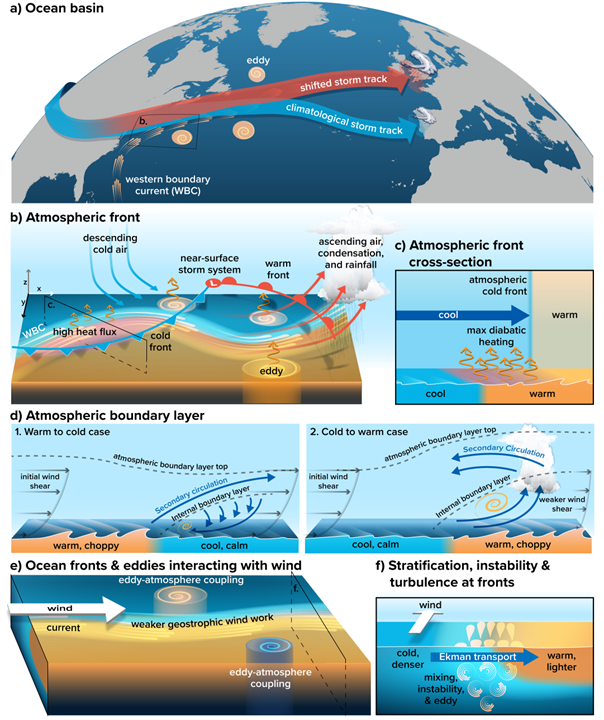 a) Ocean basin
eddy
shifted storm track
climatological storm track
b.
western boundary
current (WBC)
b) Atmospheric front
descending
cold air
near-surface
storm system
warm
front
ascending air,
condensation,
and rainfall
z
x
y
c.
L
WBC
high heat flux
cold
front
eddy
c) Atmospheric front
cross-section
atmospheric
cold front
cool
warm
max diabatic
heating
cool
warm
d) Atmospheric boundary layer
1. Warm to cold case
atmospheric boundary layer top
initial wind
shear
Secondary circulation
Internal boundary layer
warm, choppy
cool, calm
2. Cold to warm case
atmospheric boundary layer top
Secondary Circulation
initial wind
shear
Internal boundary layer
weaker wind
shear
cool, calm
warm, choppy
e) Ocean fronts & eddies interacting with wind
eddy-atmosphere coupling
f.
wind
current
weaker geostrophic wind work
eddy-atmosphere
coupling
f) Stratification, instability &
turbulence at fronts
wind
cold,
denser
Ekman transport
warm,
lighter
mixing,
instability,
& eddy